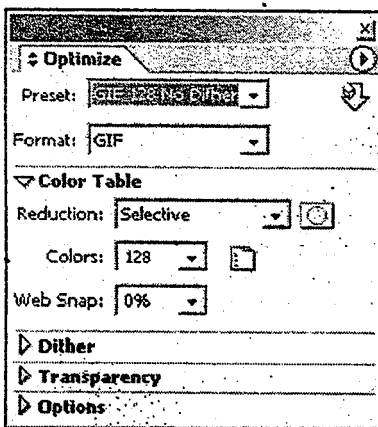 Optimize
Preset: GIF 128 No Dither
Format: GIF
Color Table
Reduction: Selective
Colors: 128
Web Snap: 0%
Dither
Transparency
Options